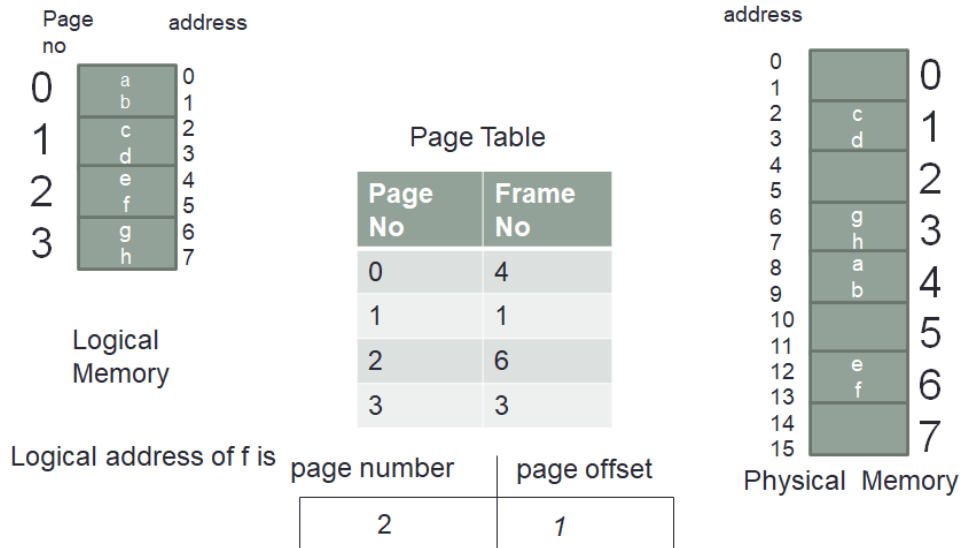 Page
no
address
0
1
2
3
a
b
c
d
e
f
g
h
0
1
2
3
4
5
6
7
Logical
Memory
Page Table
Page No Frame No
0 4
1 1
2 6
3 3
address
0
1
2
3
4
5
6
7
8
9
10
11
12
13
14
15
c
d
g
h
a
b
e
f
0
1
2
3
4
5
6
7
Physical Memory
Logical address of f is
page number page offset
2 1